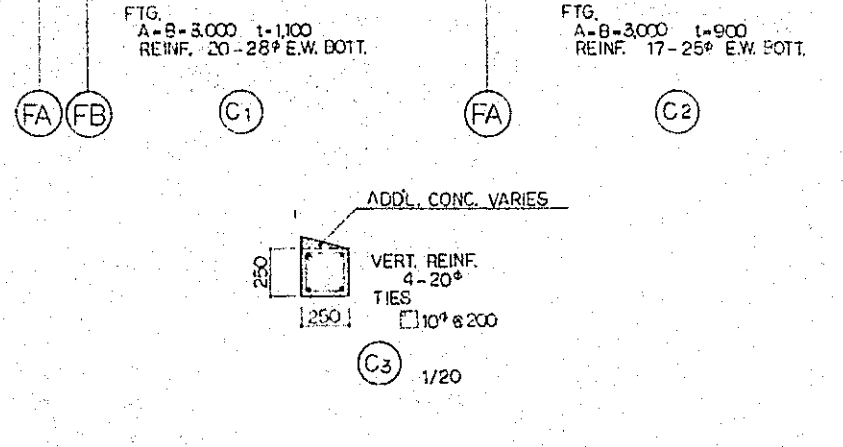 FTG.
A=B=3.000 t=1,100
REINF. 20-28φ E.W. BOTT.
FTG.
A=B=3,000 t=900
REINF. 17-25φ E.W. BOTT.
FA
FB
C1
FA
C2
ADD'L. CONC. VARIES
250
VERT. REINF.
4-20φ
TIES
□10φ@200
250
C3
1/20